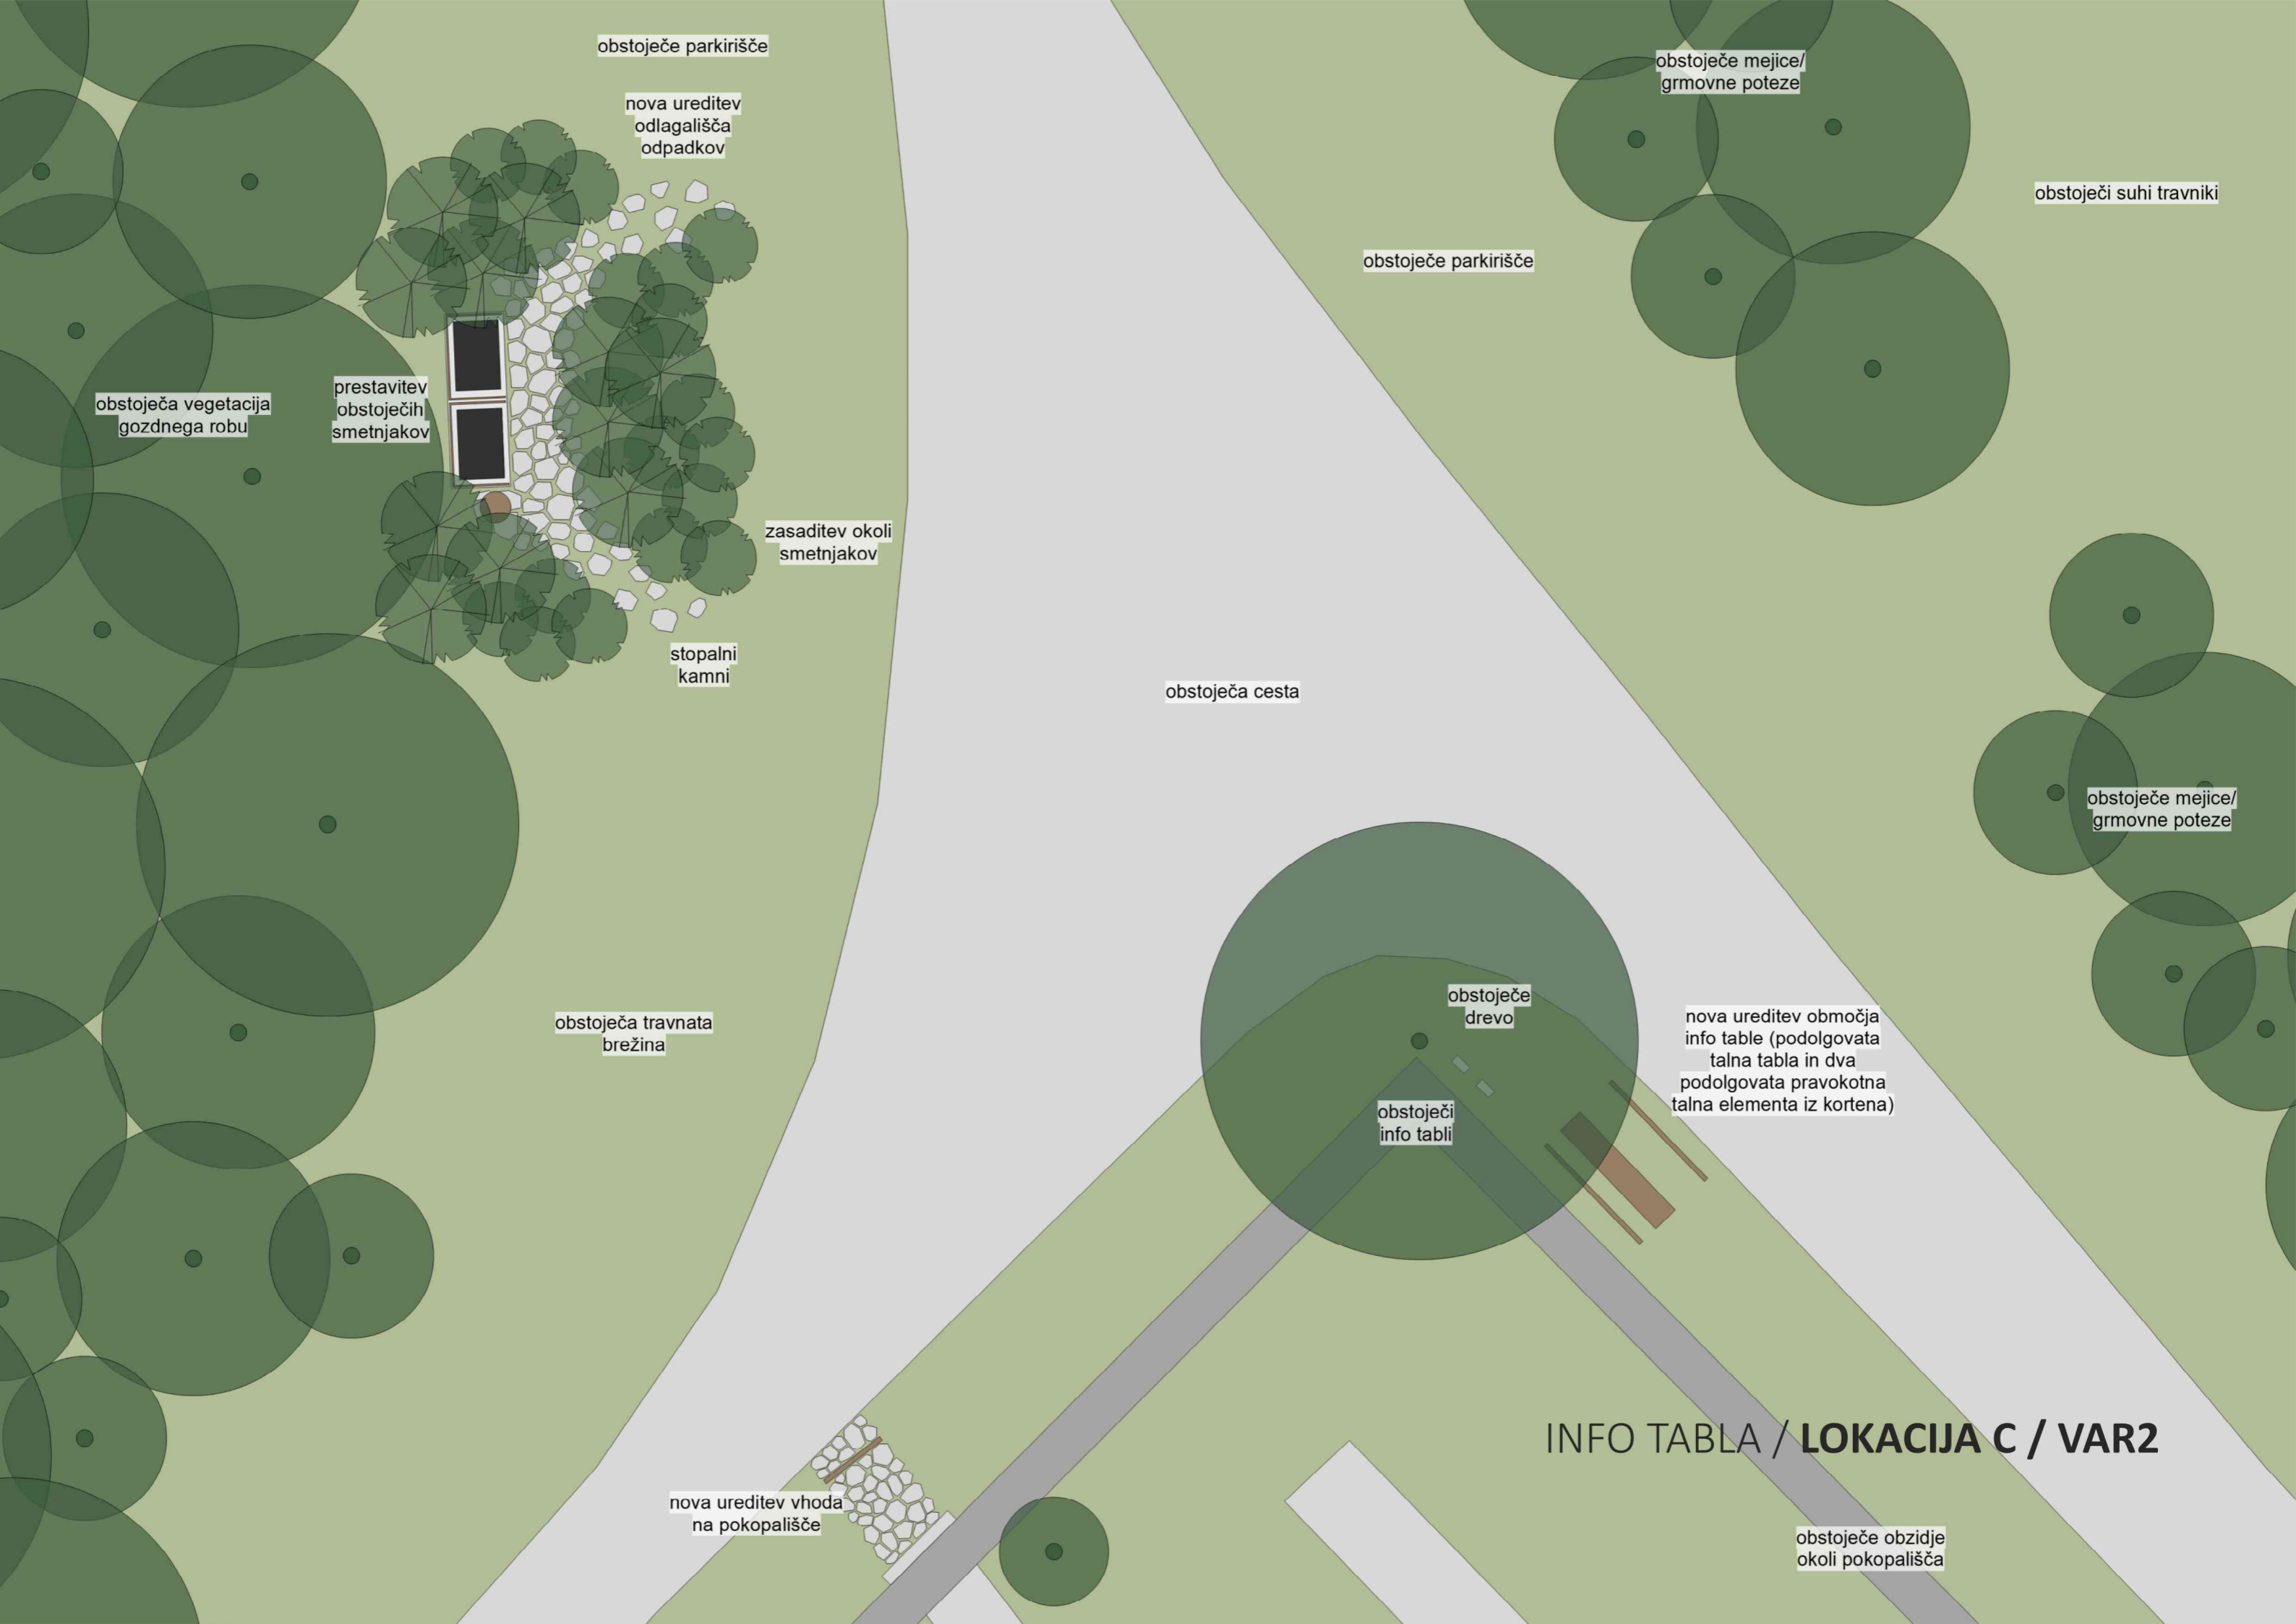 obstoječe parkirišče
nova ureditev
odlagališča
odpadkov
obstoječe mejice/
grmovne poteze
obstoječi suhi travniki
obstoječe parkirišče
obstoječa vegetacija
gozdnega robu
prestavitev
obstoječih
smetnjakov
zasaditev okoli
smetnjakov
stopalni
kamni
obstoječa cesta
obstoječe mejice/
grmovne poteze
obstoječa travnata
brežina
obstoječe
drevo
nova ureditev območja
info table (podolgovata
talna tabla in dva
podolgovata pravokotna
talna elementa iz kortena)
obstoječi
info tabli
INFO TABLA / LOKACIJA C / VAR2
nova ureditev vhoda
na pokopališče
obstoječe obzidje
okoli pokopališča